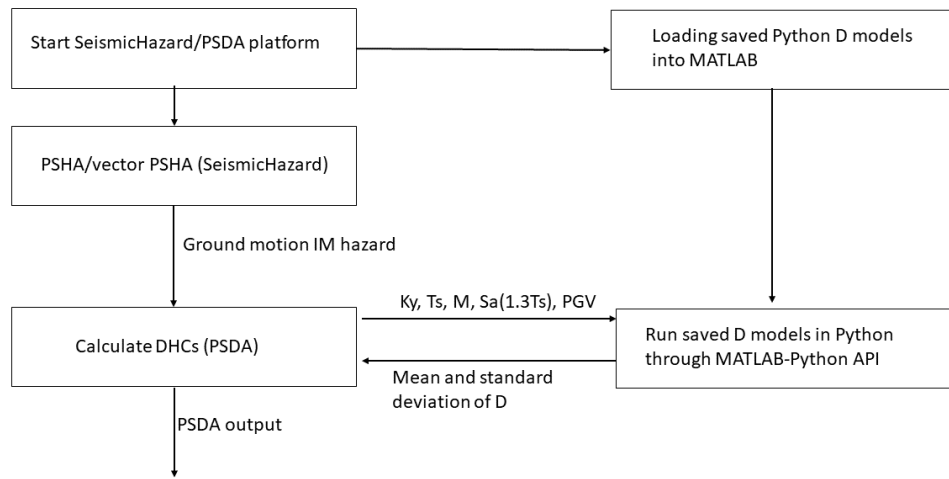 Start SeismicHazard/PSDA platform
Loading saved Python D models
into MATLAB
PSHA/vector PSHA (SeismicHazard)
Ground motion IM hazard
Ky, Ts, M, Sa(1.3Ts), PGV
Calculate DHCs (PSDA)
Run saved D models in Python
through MATLAB-Python API
Mean and standard
deviation of D
PSDA output